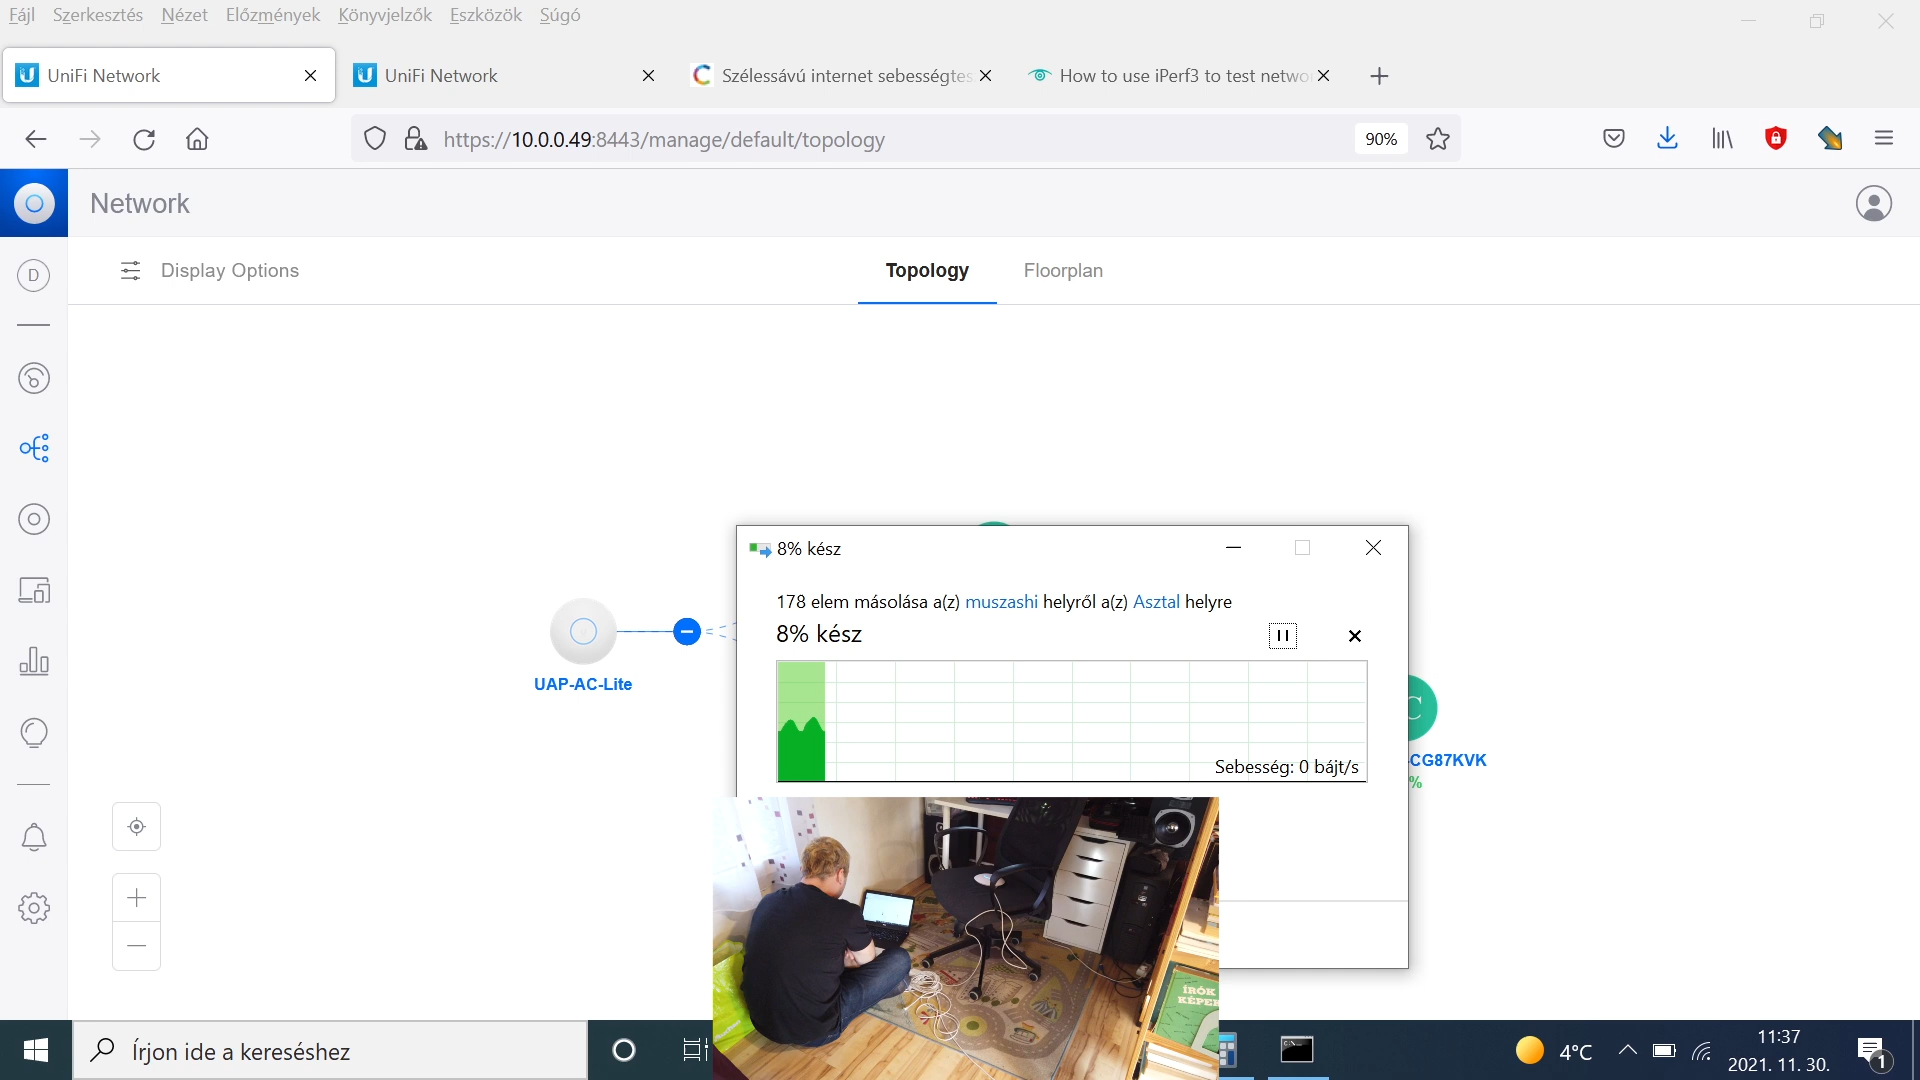 Fájl Szerkesztés Nézet Előzmények Könyvjelzők Eszközök Súgó
UniFi Network
UniFi Network
Szélessávú internet sebességtes
How to use iPerf3 to test netwo
https://10.0.0.49:8443/manage/default/topology
90%
Network
Display Options
Topology
Floorplan
D
8% kész
178 elem másolása a(z) muszashi helyről a(z) Asztal helyre
8% kész
UAP-AC-Lite
C
Sebesség: 0 bájt/s
-CG87KVK
%
ÍRÓK
KÉPEK
Írjon ide a kereséshez
4°C
11:37
2021. 11. 30.
1